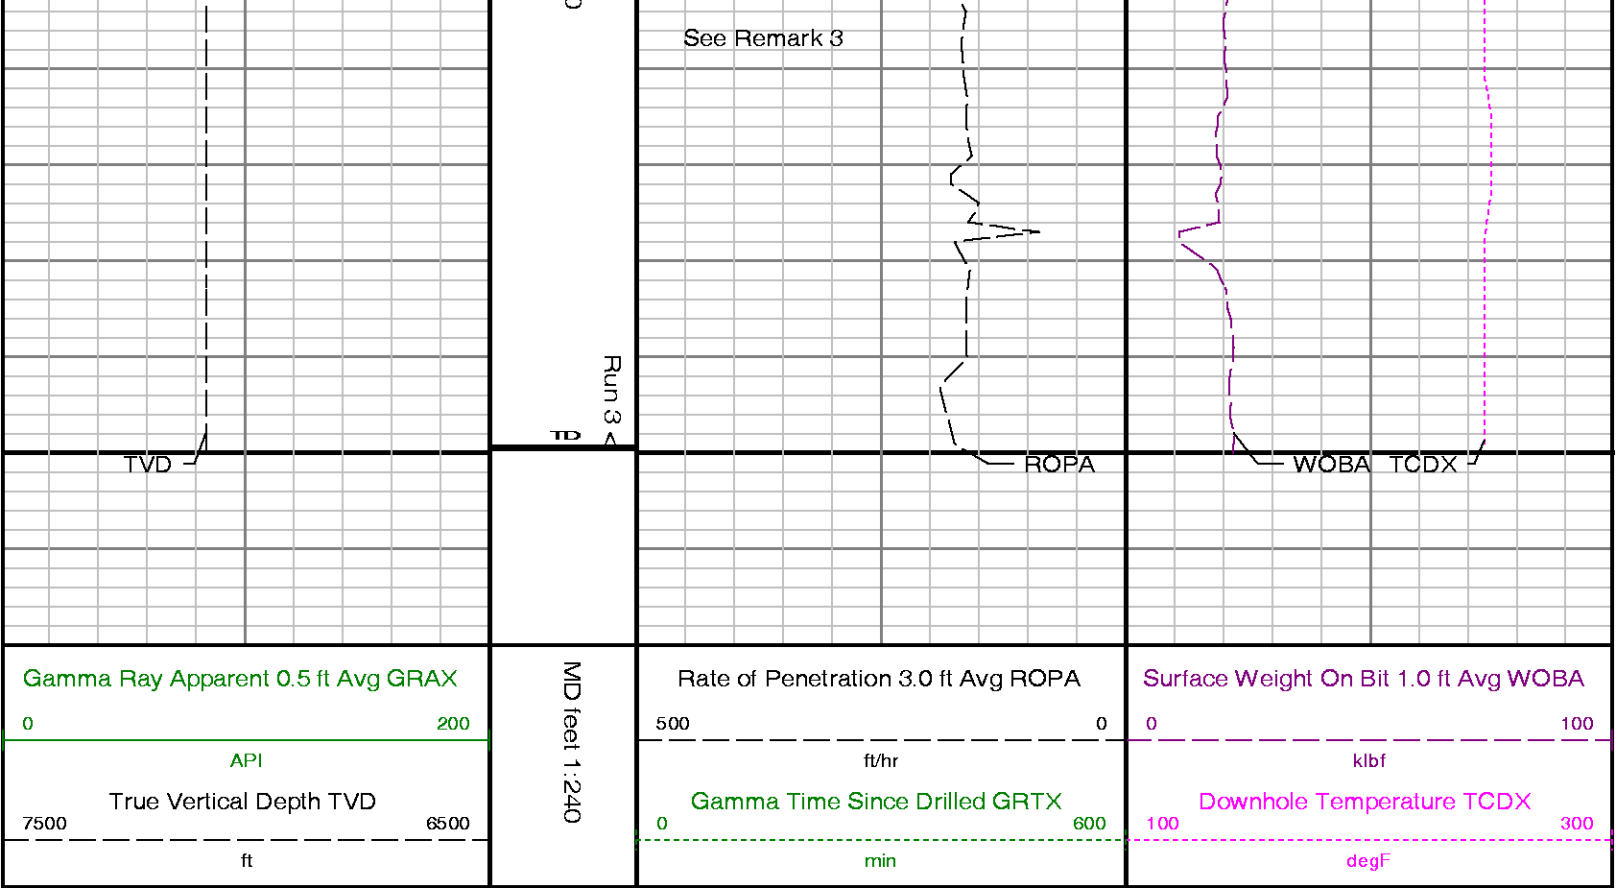 0
See Remark 3
Run 3 <
TD
TVD
ROPA
WOBA
TCDX
Gamma Ray Apparent 0.5 ft Avg GRAX
0 200
API
True Vertical Depth TVD
7500 6500
ft
MD feet 1:240
Rate of Penetration 3.0 ft Avg ROPA
500 0
ft/hr
Gamma Time Since Drilled GRTX
0 600
min
Surface Weight On Bit 1.0 ft Avg WOBA
0 100
klbf
Downhole Temperature TCDX
100 300
degF